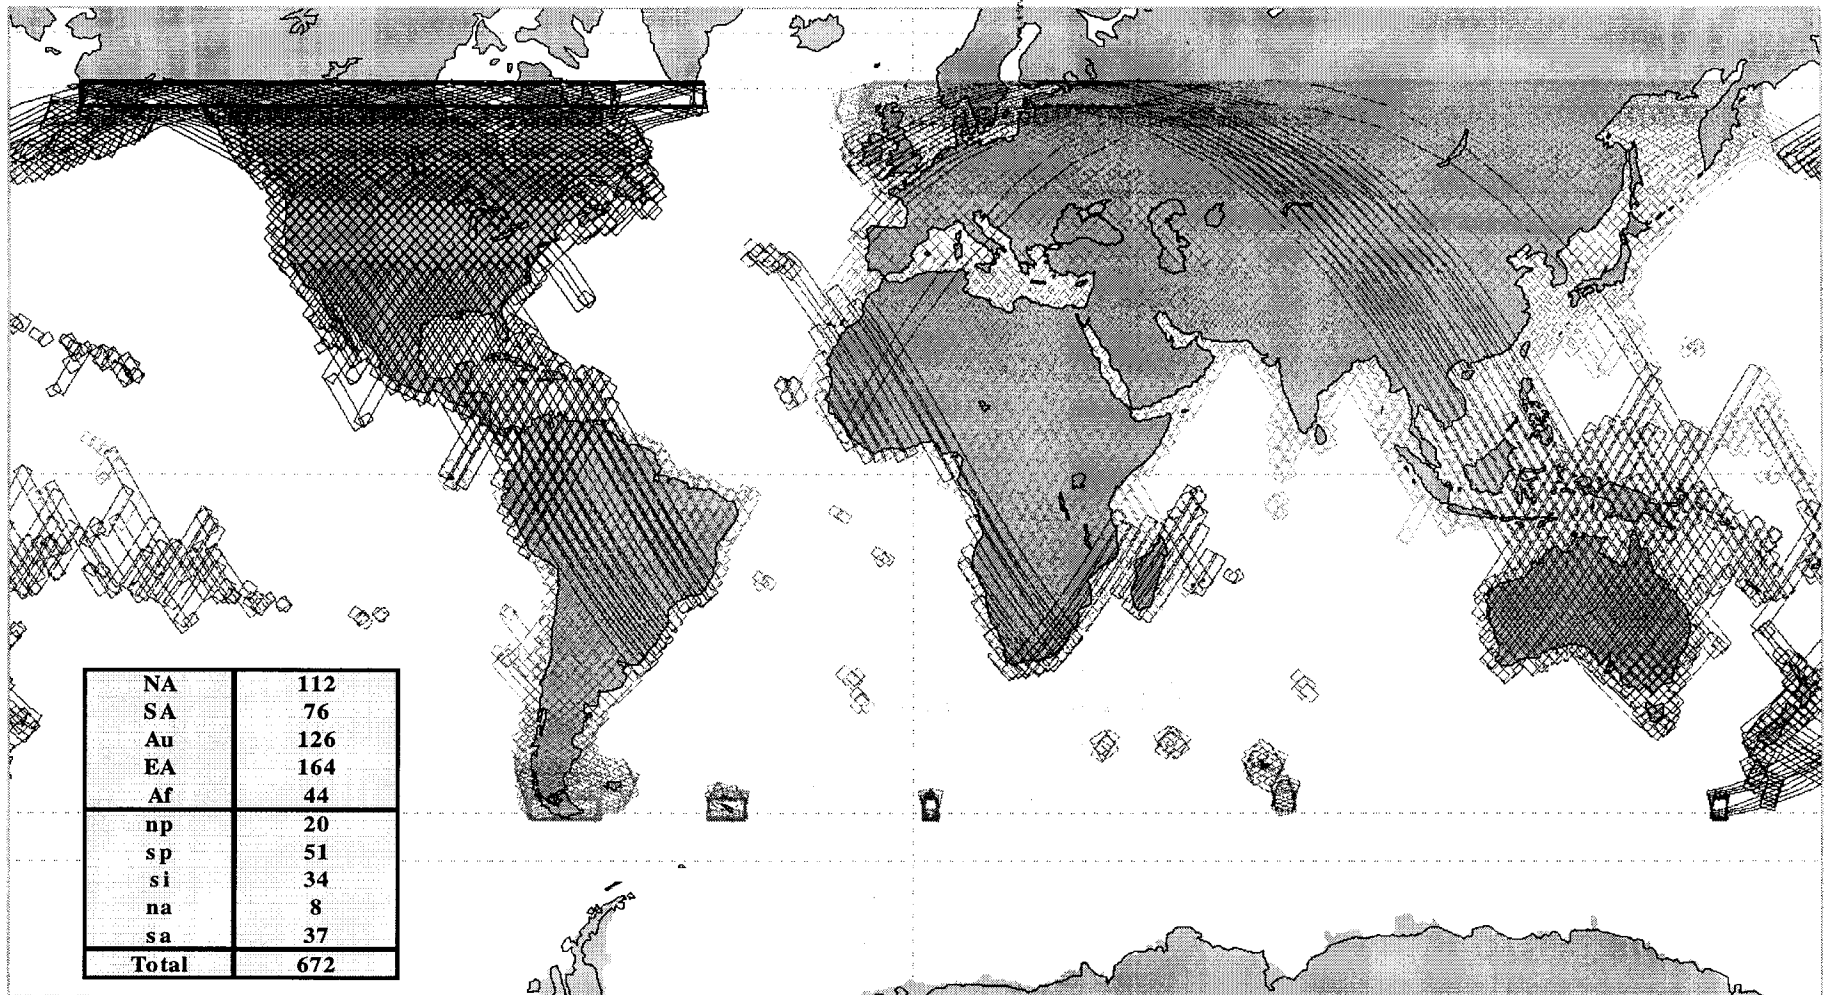 NA 112
SA 76
Au 126
EA 164
Af 44
np 20
sp 51
si 34
na 8
sa 37
Total 672